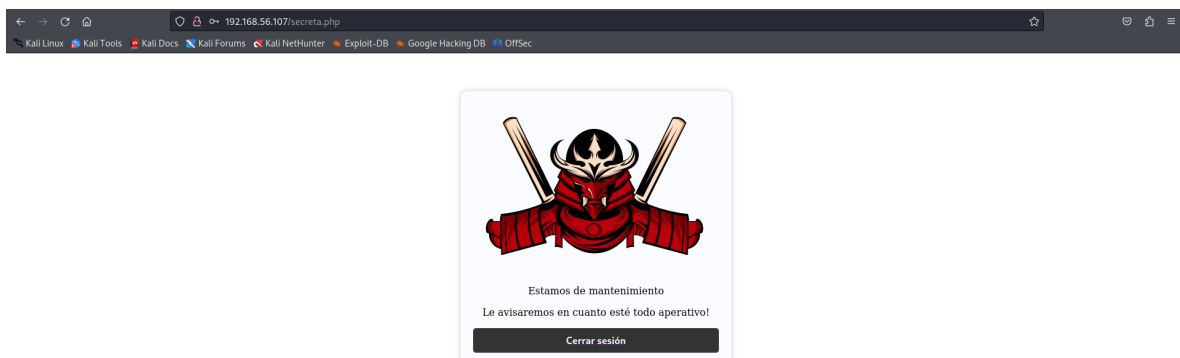 192.168.56.107/secreta.php
Kali Linux Kali Tools Kali Docs Kali Forums Kali NetHunter Exploit-DB Google Hacking DB OffSec
Estamos de mantenimiento
Le avisaremos en cuanto esté todo aperativo!
Cerrar sesión